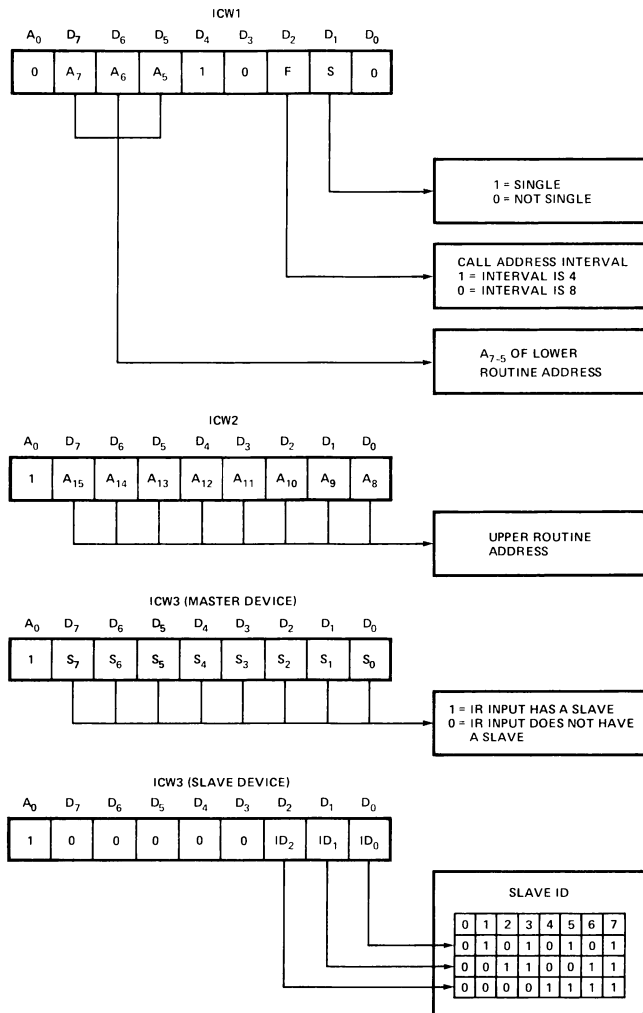 ICW1
A₀ D₇ D₆ D₅ D₄ D₃ D₂ D₁ D₀
0 A₇ A₆ A₅ 1 0 F S 0
1 = SINGLE
0 = NOT SINGLE
CALL ADDRESS INTERVAL
1 = INTERVAL IS 4
0 = INTERVAL IS 8
A₇₋₅ OF LOWER
ROUTINE ADDRESS
ICW2
A₀ D₇ D₆ D₅ D₄ D₃ D₂ D₁ D₀
1 A₁₅ A₁₄ A₁₃ A₁₂ A₁₁ A₁₀ A₉ A₈
UPPER ROUTINE
ADDRESS
ICW3 (MASTER DEVICE)
A₀ D₇ D₆ D₅ D₄ D₃ D₂ D₁ D₀
1 S₇ S₆ S₅ S₄ S₃ S₂ S₁ S₀
1 = IR INPUT HAS A SLAVE
0 = IR INPUT DOES NOT HAVE
A SLAVE
ICW3 (SLAVE DEVICE)
A₀ D₇ D₆ D₅ D₄ D₃ D₂ D₁ D₀
1 0 0 0 0 0 ID₂ ID₁ ID₀
SLAVE ID
0 1 2 3 4 5 6 7
0 1 0 1 0 1 0 1
0 0 1 1 0 0 1 1
0 0 0 0 1 1 1 1